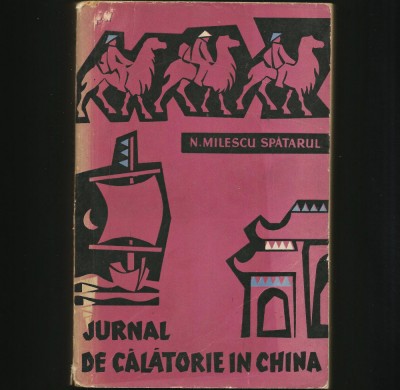 N. MILESCU SPĂTARUL
JURNAL
DE CĂLĂTORIE IN CHINA